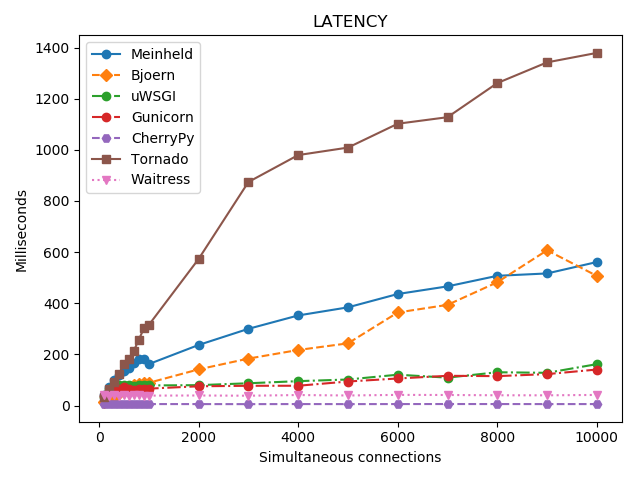 LATENCY
Milliseconds
1400
1200
1000
800
600
400
200
0
Meinheld
Bjoern
uWSGI
Gunicorn
CherryPy
Tornado
Waitress
0 2000 4000 6000 8000 10000
Simultaneous connections